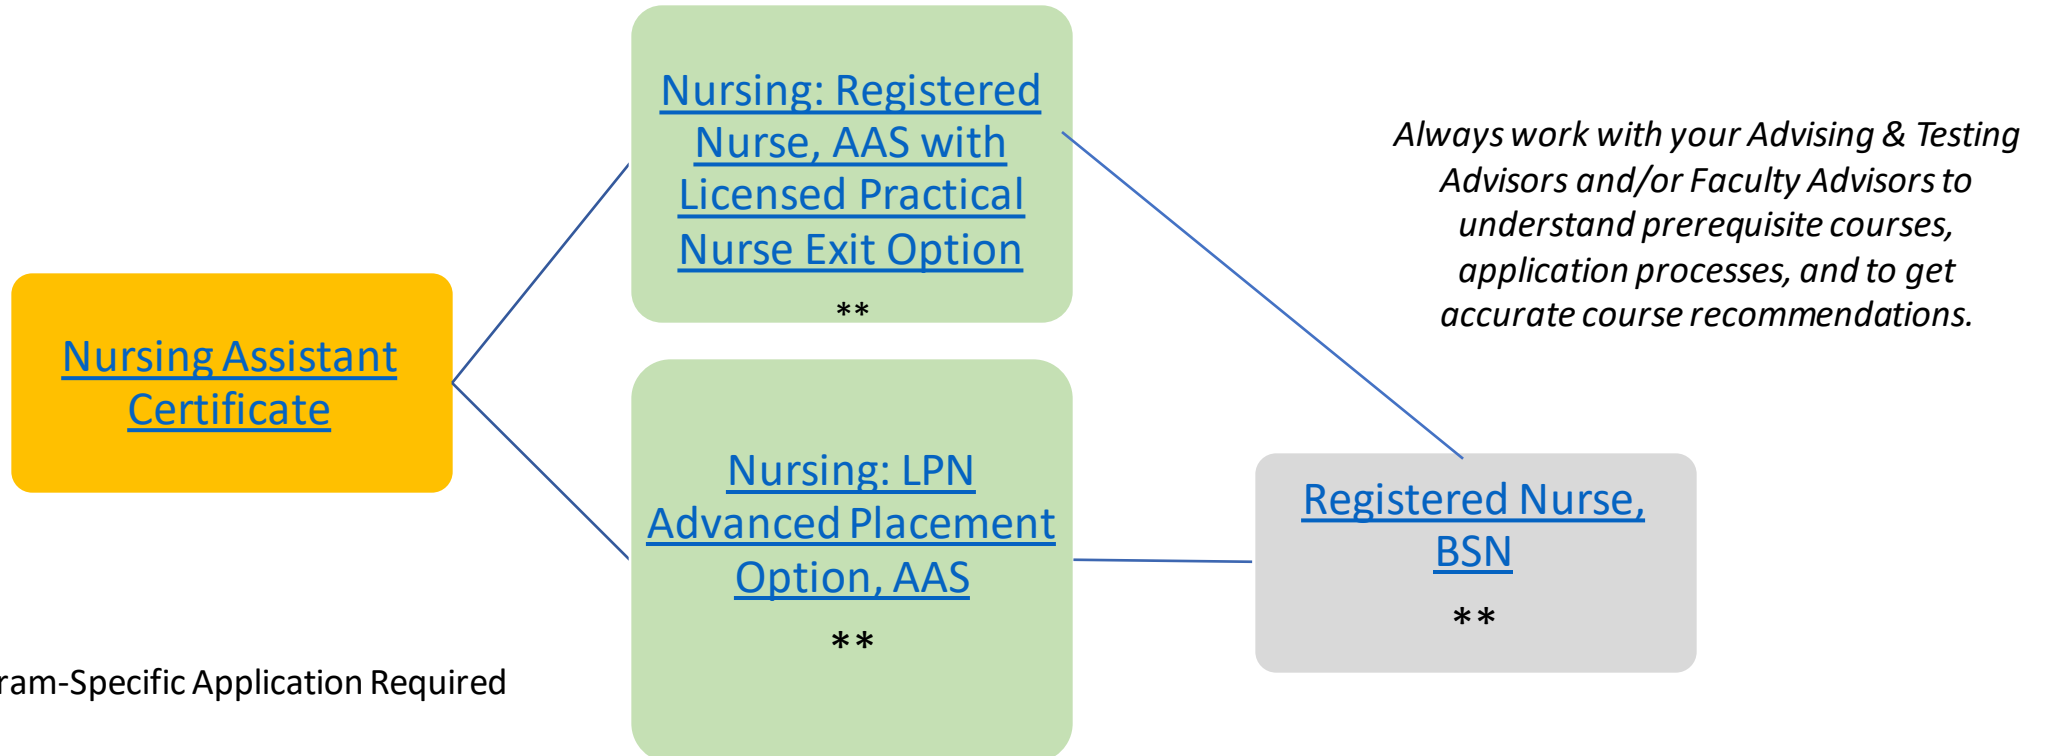 Nursing Assistant
Certificate
Nursing: Registered
Nurse, AAS with
Licensed Practical
Nurse Exit Option
**
Nursing: LPN
Advanced Placement
Option, AAS
**
Registered Nurse,
BSN
**
Always work with your Advising & Testing
Advisors and/or Faculty Advisors to
understand prerequisite courses,
application processes, and to get
accurate course recommendations.
ram-Specific Application Required